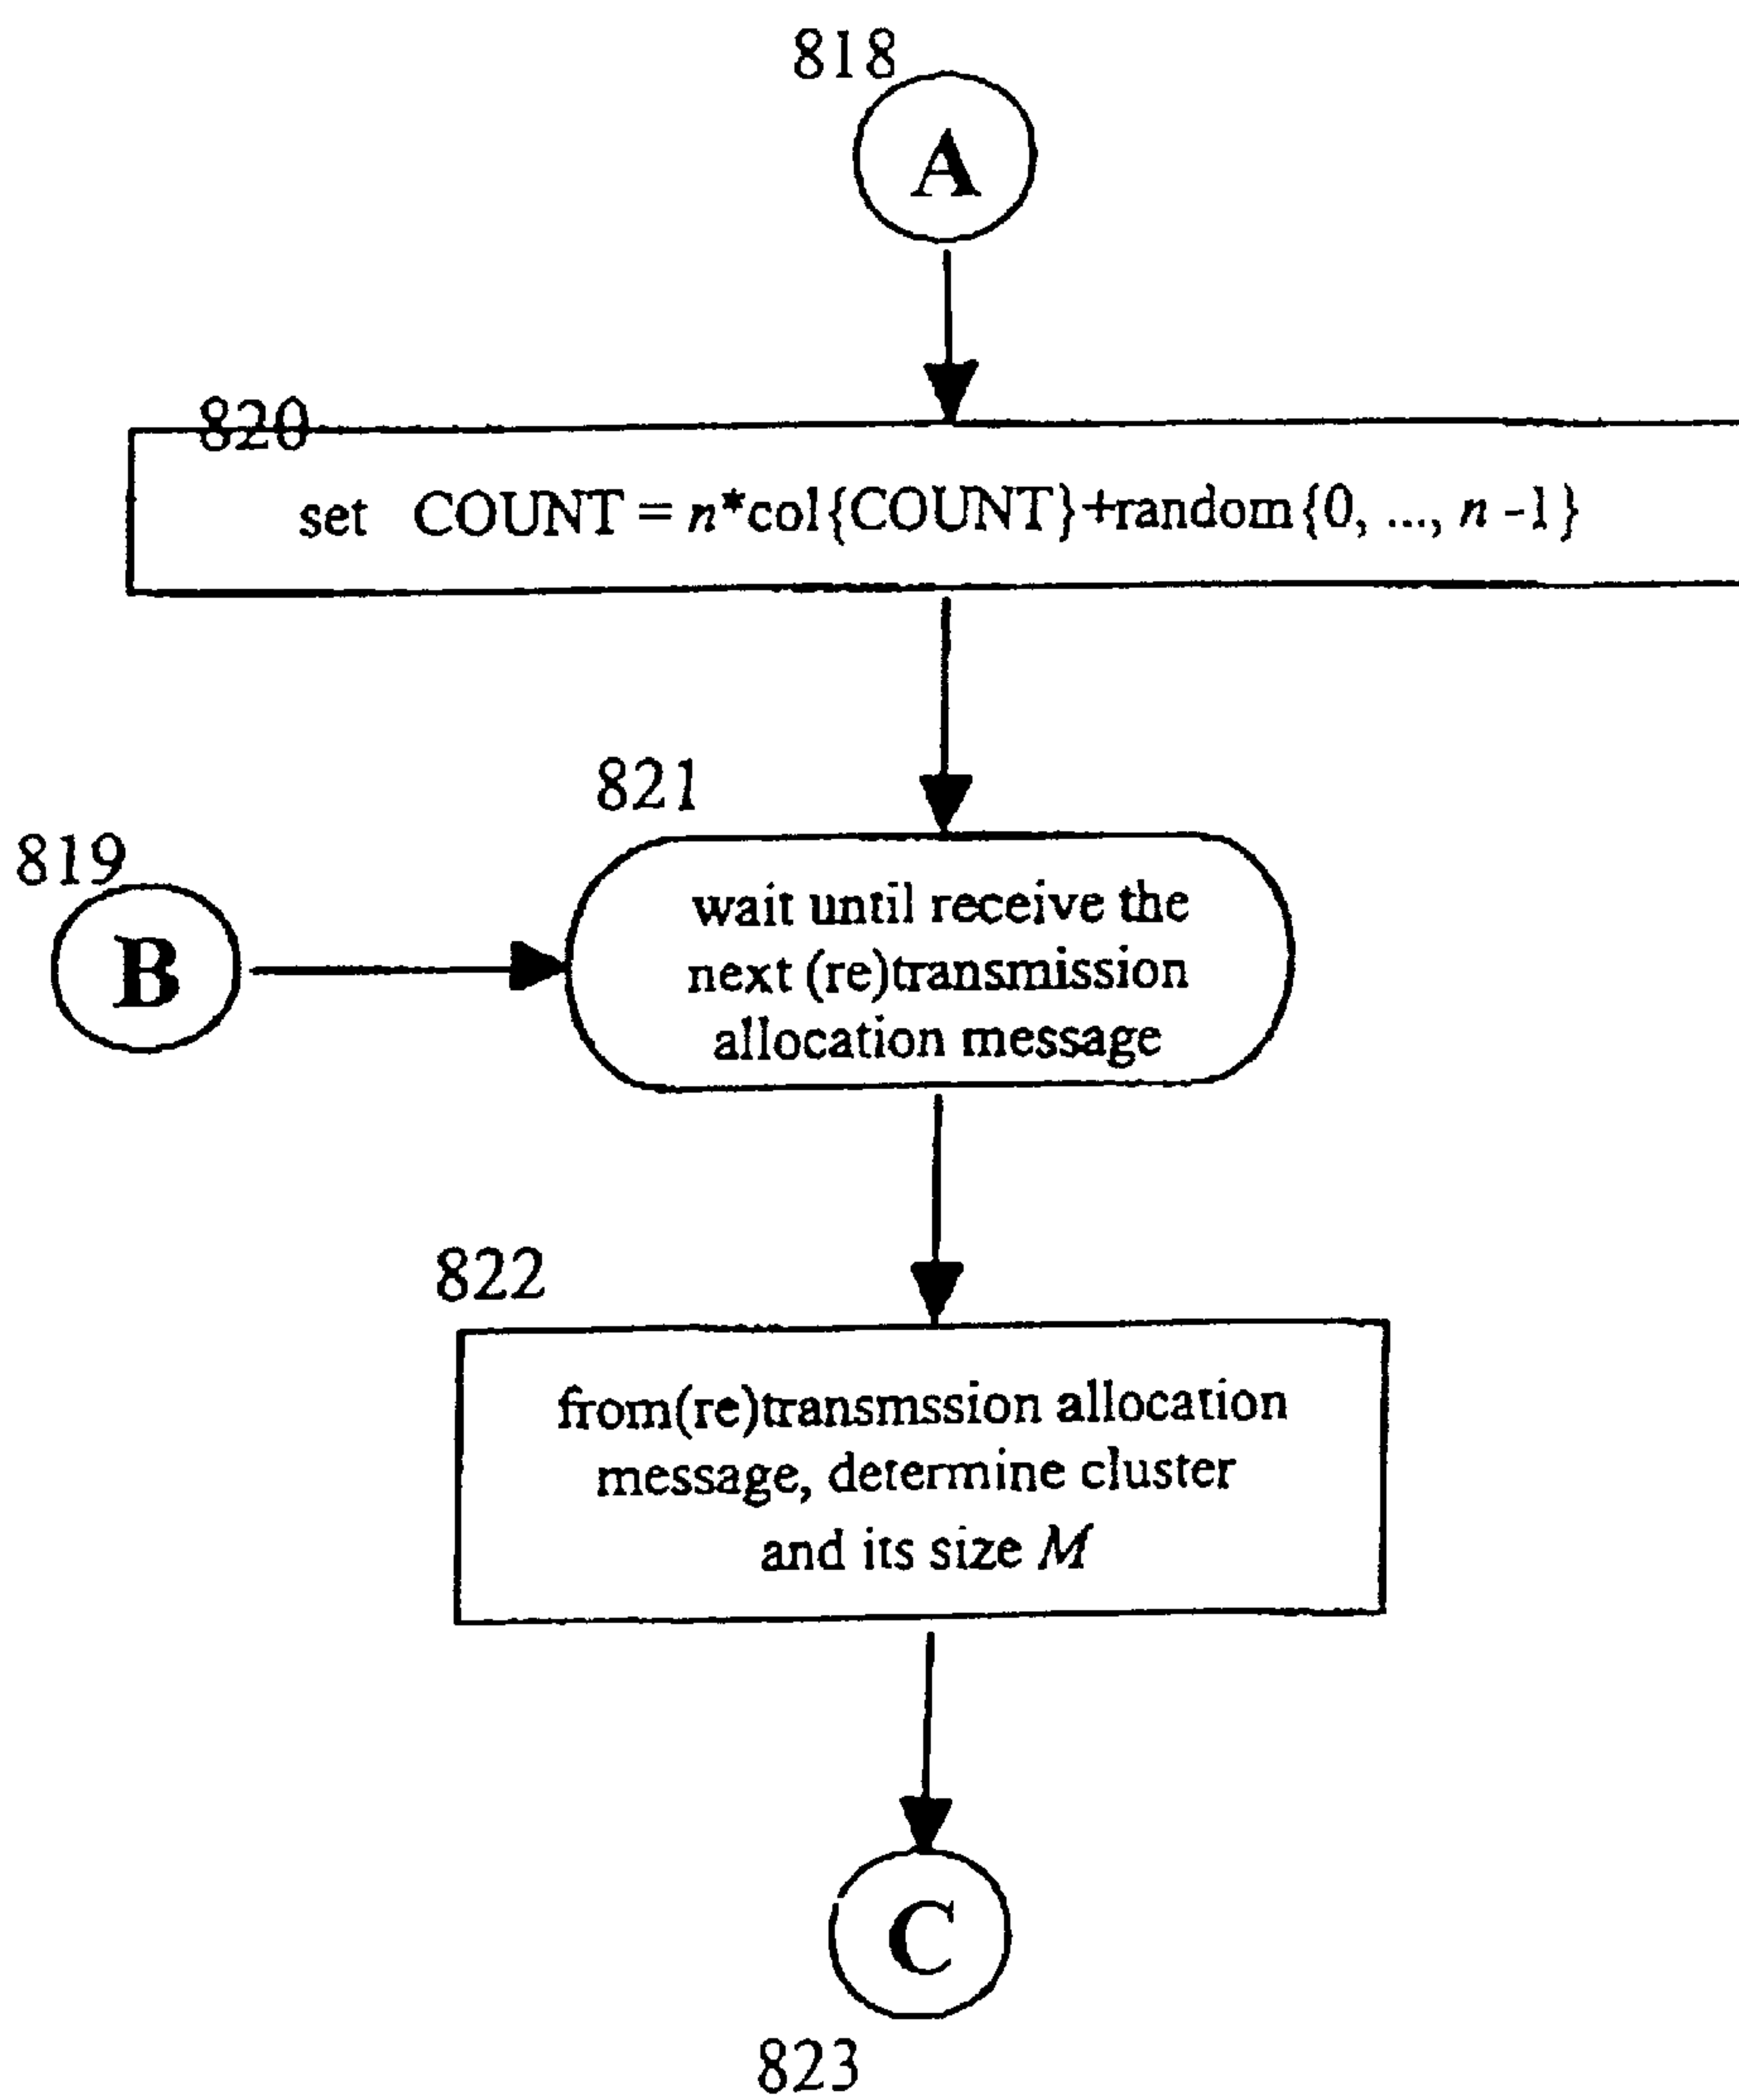 818
A
820
set COUNT = n*col{COUNT}+random{0, ..., n -1}
821
819
B
wait until receive the
next (re)transmission
allocation message
822
from(re)transmssion allocation
message, determine cluster
and its size M
C
823